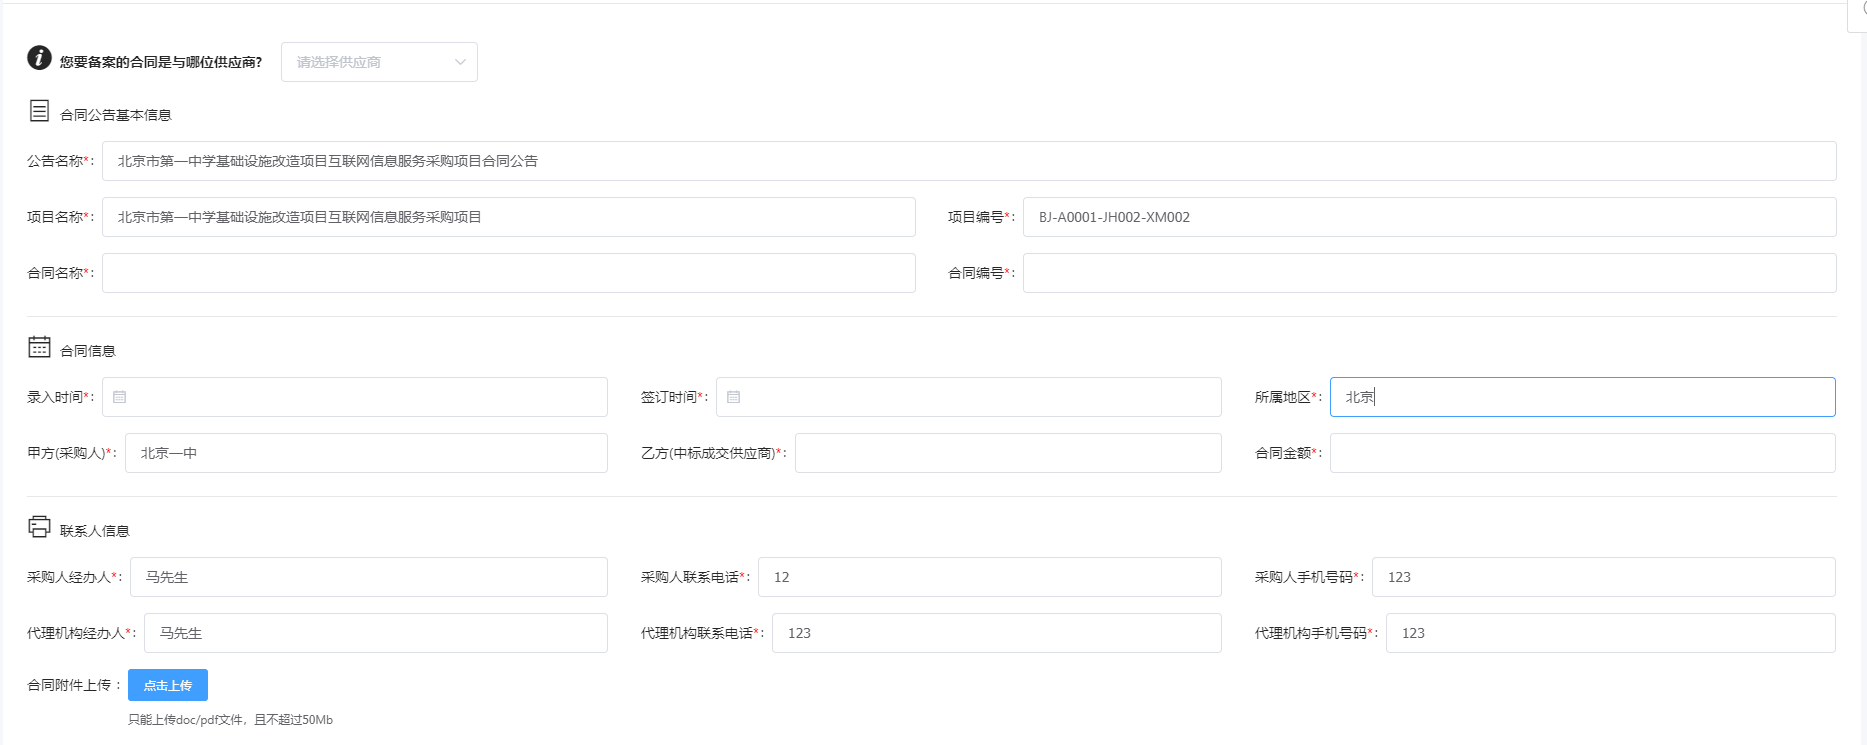 您要备案的合同是与哪位供应商? 请选择供应商
合同公告基本信息
公告名称*: 北京市第一中学基础设施改造项目互联网信息服务采购项目合同公告
项目名称*: 北京市第一中学基础设施改造项目互联网信息服务采购项目 项目编号*: BJ-A0001-JH002-XM002
合同名称*: 合同编号*:
合同信息
录入时间*: 签订时间*: 所属地区*: 北京
甲方(采购人)*: 北京一中 乙方(中标成交供应商)*: 合同金额*:
联系人信息
采购人经办人*: 马先生 采购人联系电话*: 12 采购人手机号码*: 123
代理机构经办人*: 马先生 代理机构联系电话*: 123 代理机构手机号码*: 123
合同附件上传： 点击上传
只能上传doc/pdf文件，且不超过50Mb